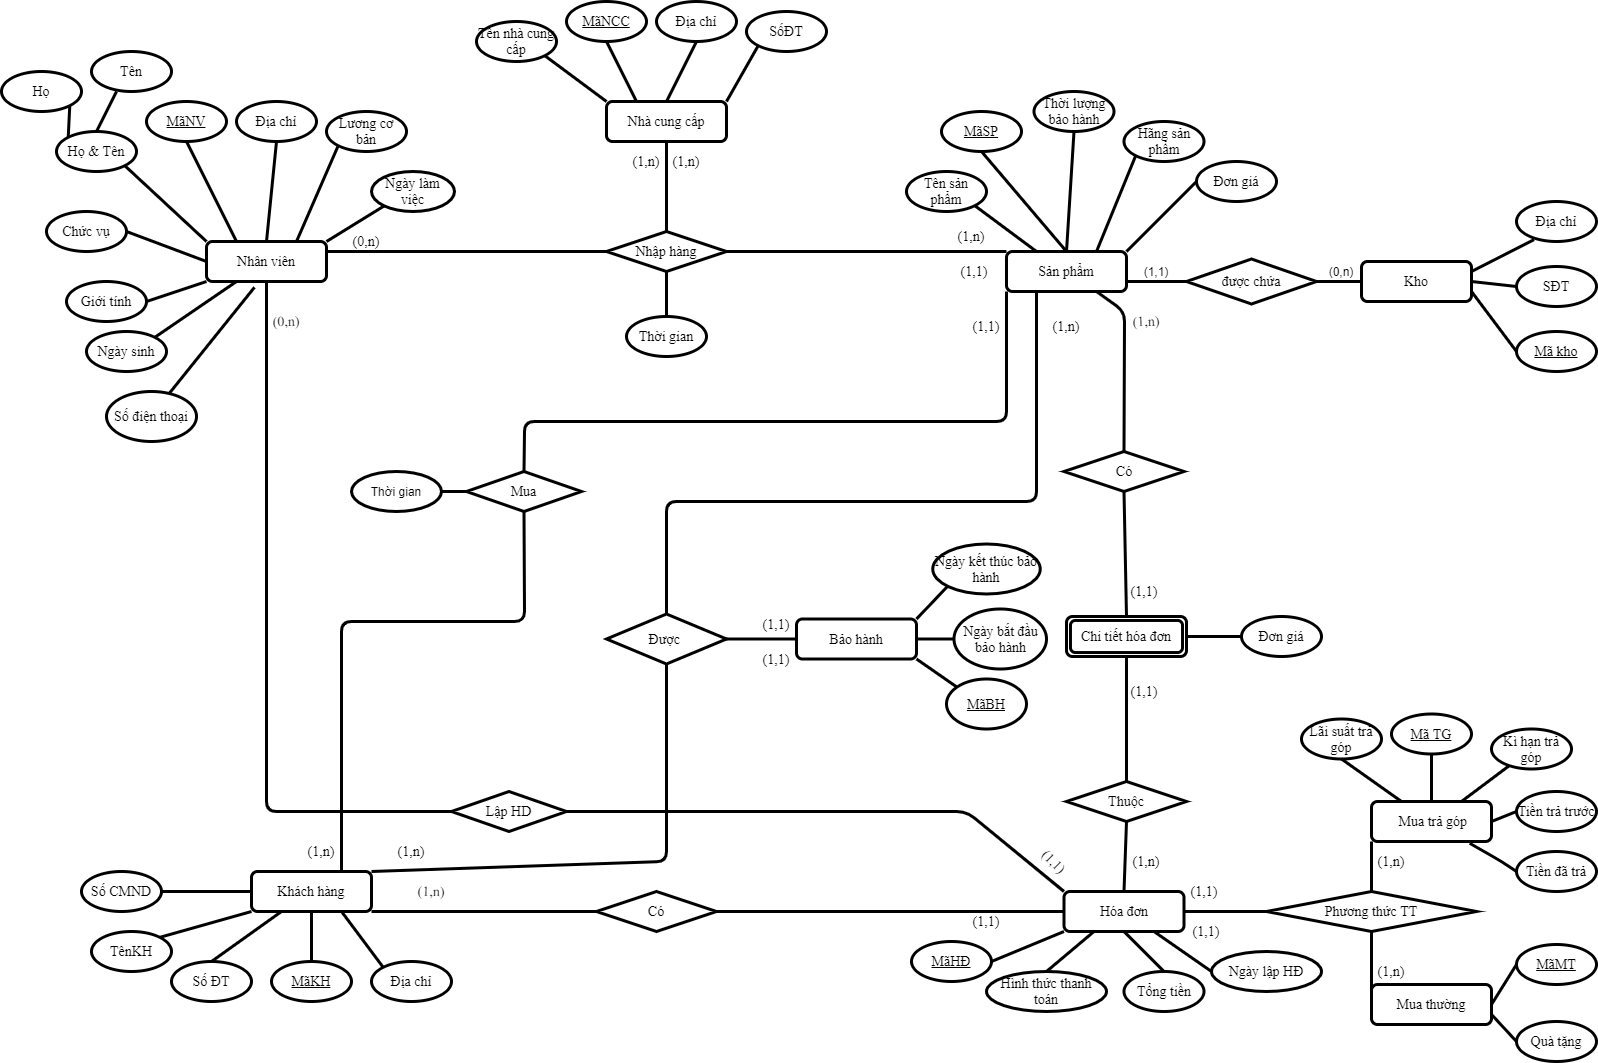 Tên nhà cung
cấp
MãNCC
Địa chỉ
SốĐT
Họ
Tên
Họ & Tên
MãNV
Địa chỉ
Lương cơ
bản
Ngày làm
việc
Chức vụ
Giới tính
Ngày sinh
Số điện thoại
Nhân viên
Nhà cung cấp
(1,n)
(1,n)
(0,n)
Nhập hàng
Thời gian
(0,n)
MãSP
Thời lượng
bảo hành
Hãng sản
phẩm
Tên sản
phẩm
Đơn giá
(1,n)
Sản phẩm
(1,1)
(1,1)
được chứa
(0,n)
Kho
Địa chỉ
SĐT
Mã kho
(1,1)
(1,n)
(1,n)
Thời gian
Mua
Có
Ngày kết thúc bảo
hành
(1,1)
(1,1)
Được
Bảo hành
(1,1)
Ngày bắt đầu
bảo hành
MãBH
Chi tiết hóa đơn
Đơn giá
(1,1)
Lãi suất trả
góp
Mã TG
Kì hạn trả
góp
Lập HD
Thuộc
Mua trả góp
Tiền trả trước
Tiền đã trả
(1,n)
(1,n)
(1,1)
(1,n)
(1,n)
Số CMND
Khách hàng
(1,n)
Có
(1,1)
Hóa đơn
(1,1)
(1,1)
Phương thức TT
TênKH
Số ĐT
MãKH
Địa chỉ
MãHĐ
Hình thức thanh
toán
Tổng tiền
Ngày lập HĐ
(1,n)
Mua thường
MãMT
Quà tặng